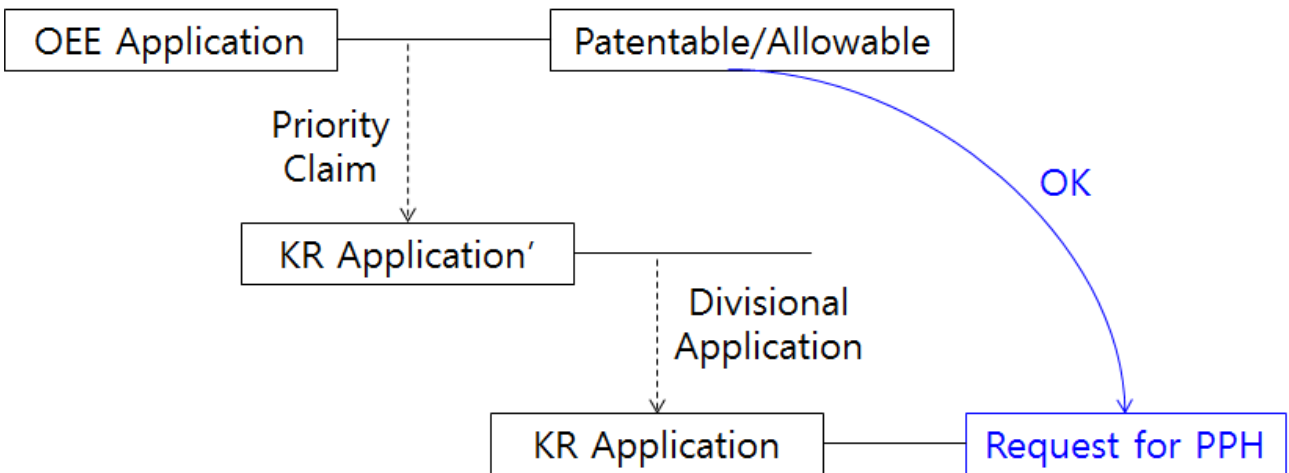 OEE Application
Patentable/Allowable
Priority
Claim
OK
KR Application′
Divisional
Application
KR Application
Request for PPH